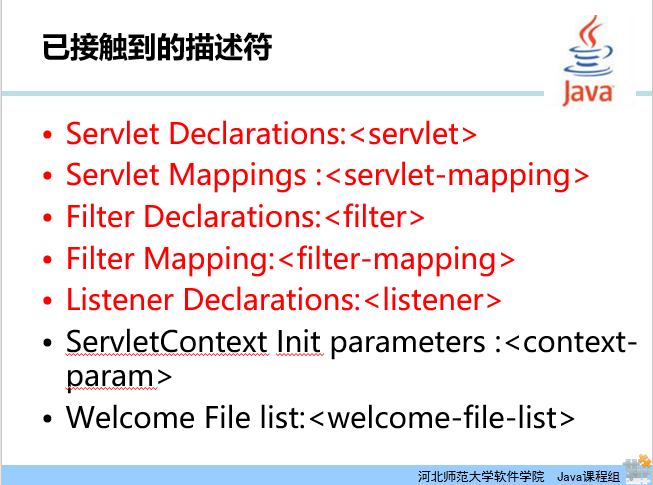 已接触到的描述符
Java
• Servlet Declarations:<servlet>
• Servlet Mappings :<servlet-mapping>
• Filter Declarations:<filter>
• Filter Mapping:<filter-mapping>
• Listener Declarations:<listener>
• ServletContext Init parameters :<context-
param>
• Welcome File list:<welcome-file-list>
河北师范大学软件学院 Java课程组